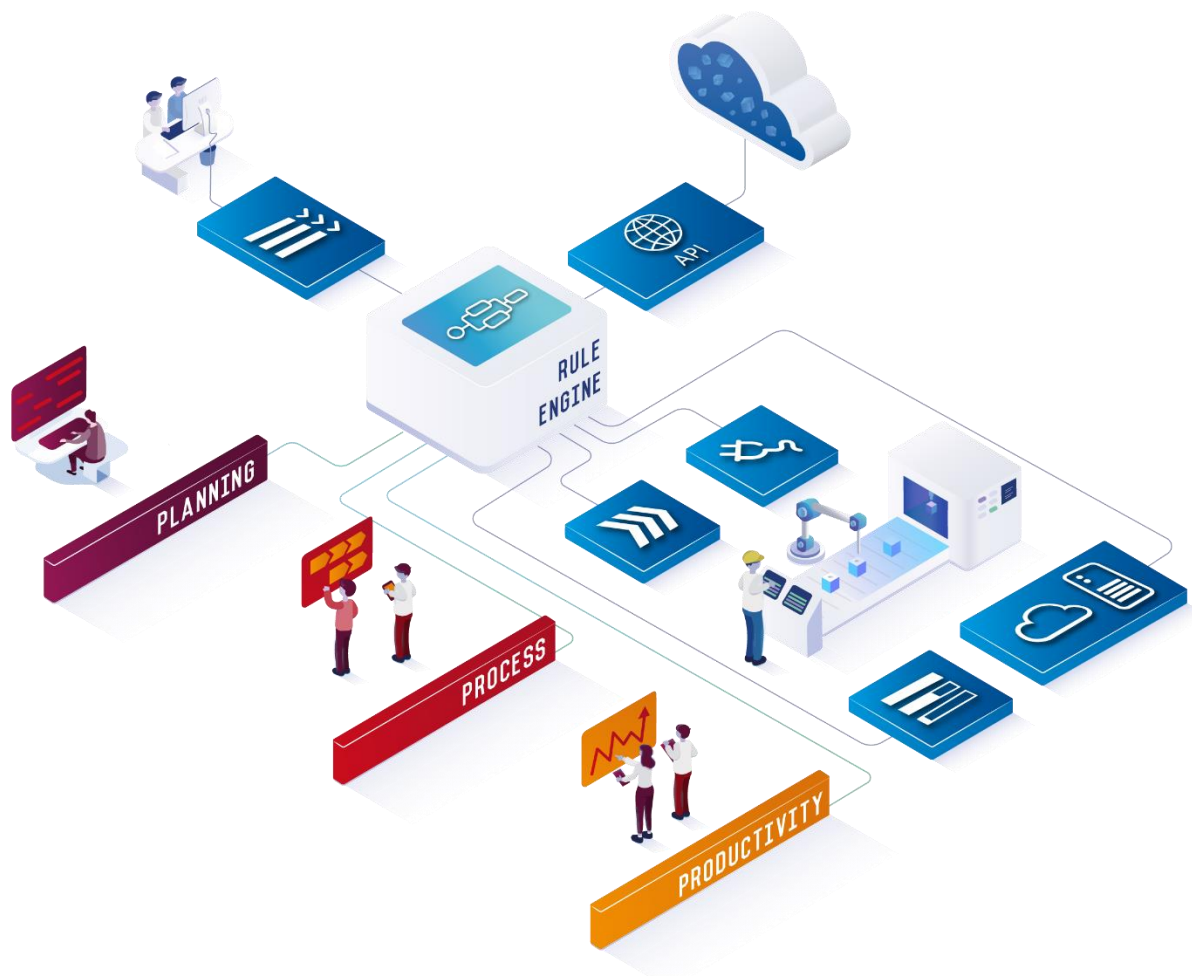 API
RULE
ENGINE
PLANNING
PROCESS
PRODUCTIVITY